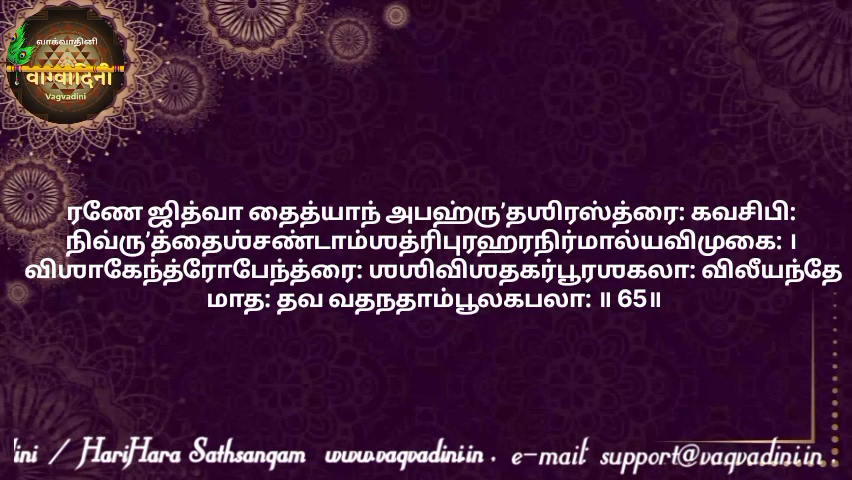 வாக்வாதினி
வாग்வாदिனீ
Vagvadini
ரணே ஜித்வா தைத்யாந் அபஹ்ரு’தஶிரஸ்த்ரை: கவசிபி:
நிவ்ரு’த்தைஶ்சண்டாம்ஶத்ரிபுரஹரநிர்மால்யவிமுகை: ।
விஶாகேந்த்ரோபேந்த்ரை: ஶஶிவிஶதகர்பூரஶகலா: விலீயந்தே
மாத: தவ வதநதாம்பூலகபலா: ॥ 65॥
dini / HariHara Sathsangam www.vagvadini.in . e-mail support@vagvadini.in .